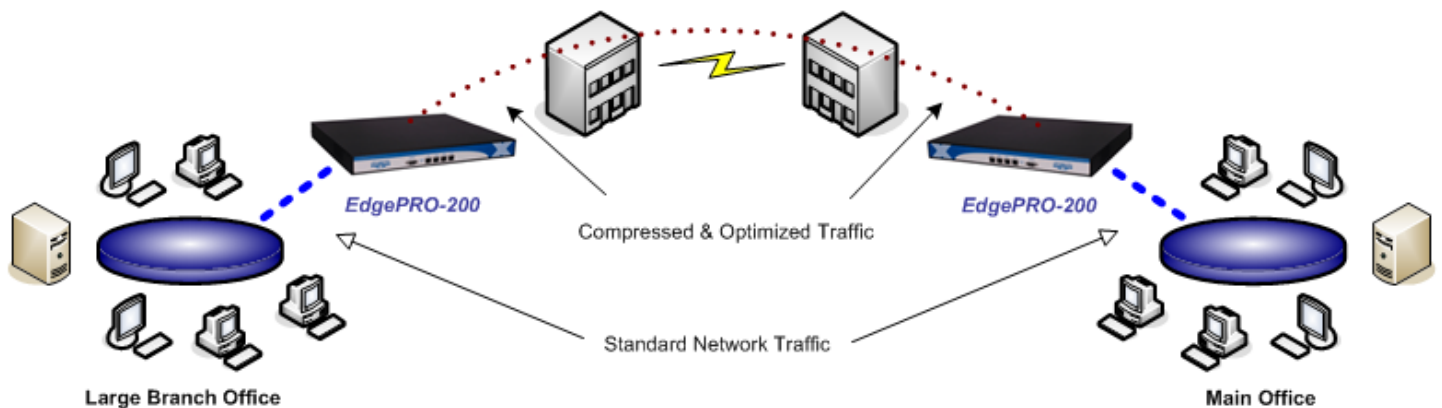 EdgePRO-200
EdgePRO-200
Compressed & Optimized Traffic
Standard Network Traffic
Large Branch Office
Main Office